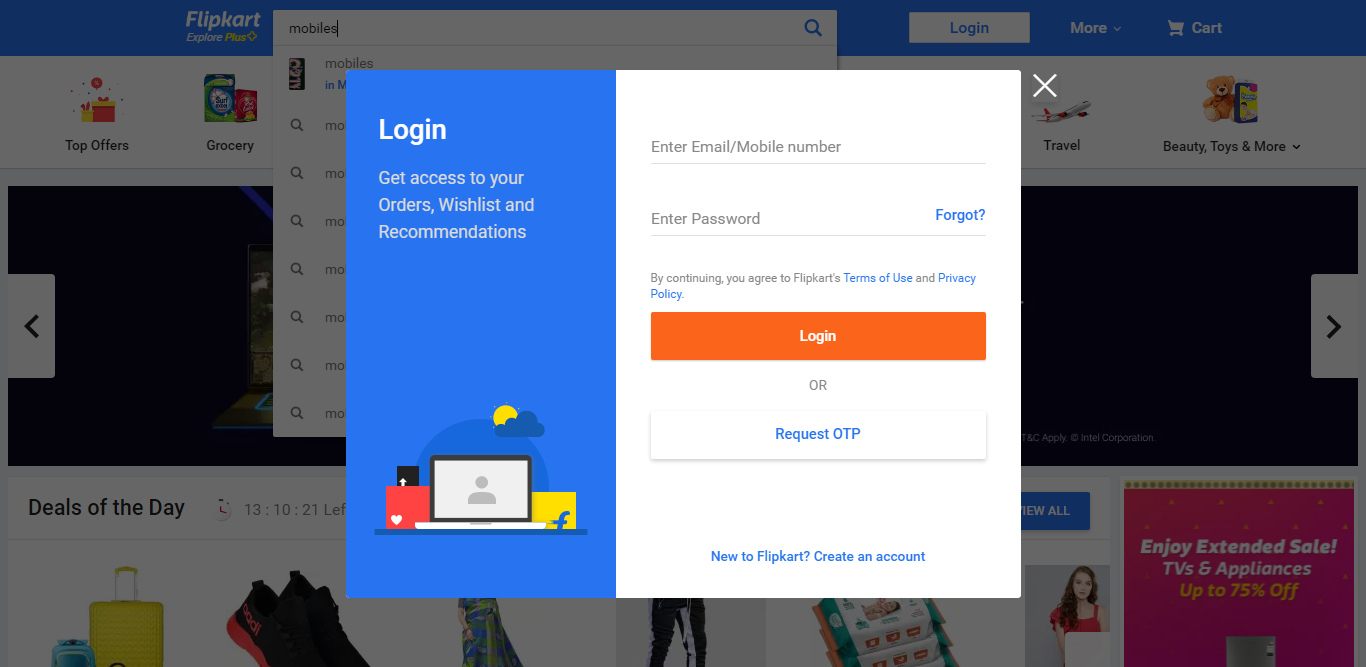 Flipkart
Explore Plus
mobiles
Login
More
Cart
mobiles
in M
mo
mo
mo
mo
mo
mo
mo
Top Offers
Grocery
Travel
Beauty, Toys & More
Login
Get access to your
Orders, Wishlist and
Recommendations
Enter Email/Mobile number
Enter Password
Forgot?
By continuing, you agree to Flipkart's Terms of Use and Privacy
Policy.
Login
OR
Request OTP
New to Flipkart? Create an account
T&C Apply. © Intel Corporation.
Deals of the Day
13 : 10 : 21 Lef
VIEW ALL
Enjoy Extended Sale!
TVs & Appliances
Up to 75% Off
Surf